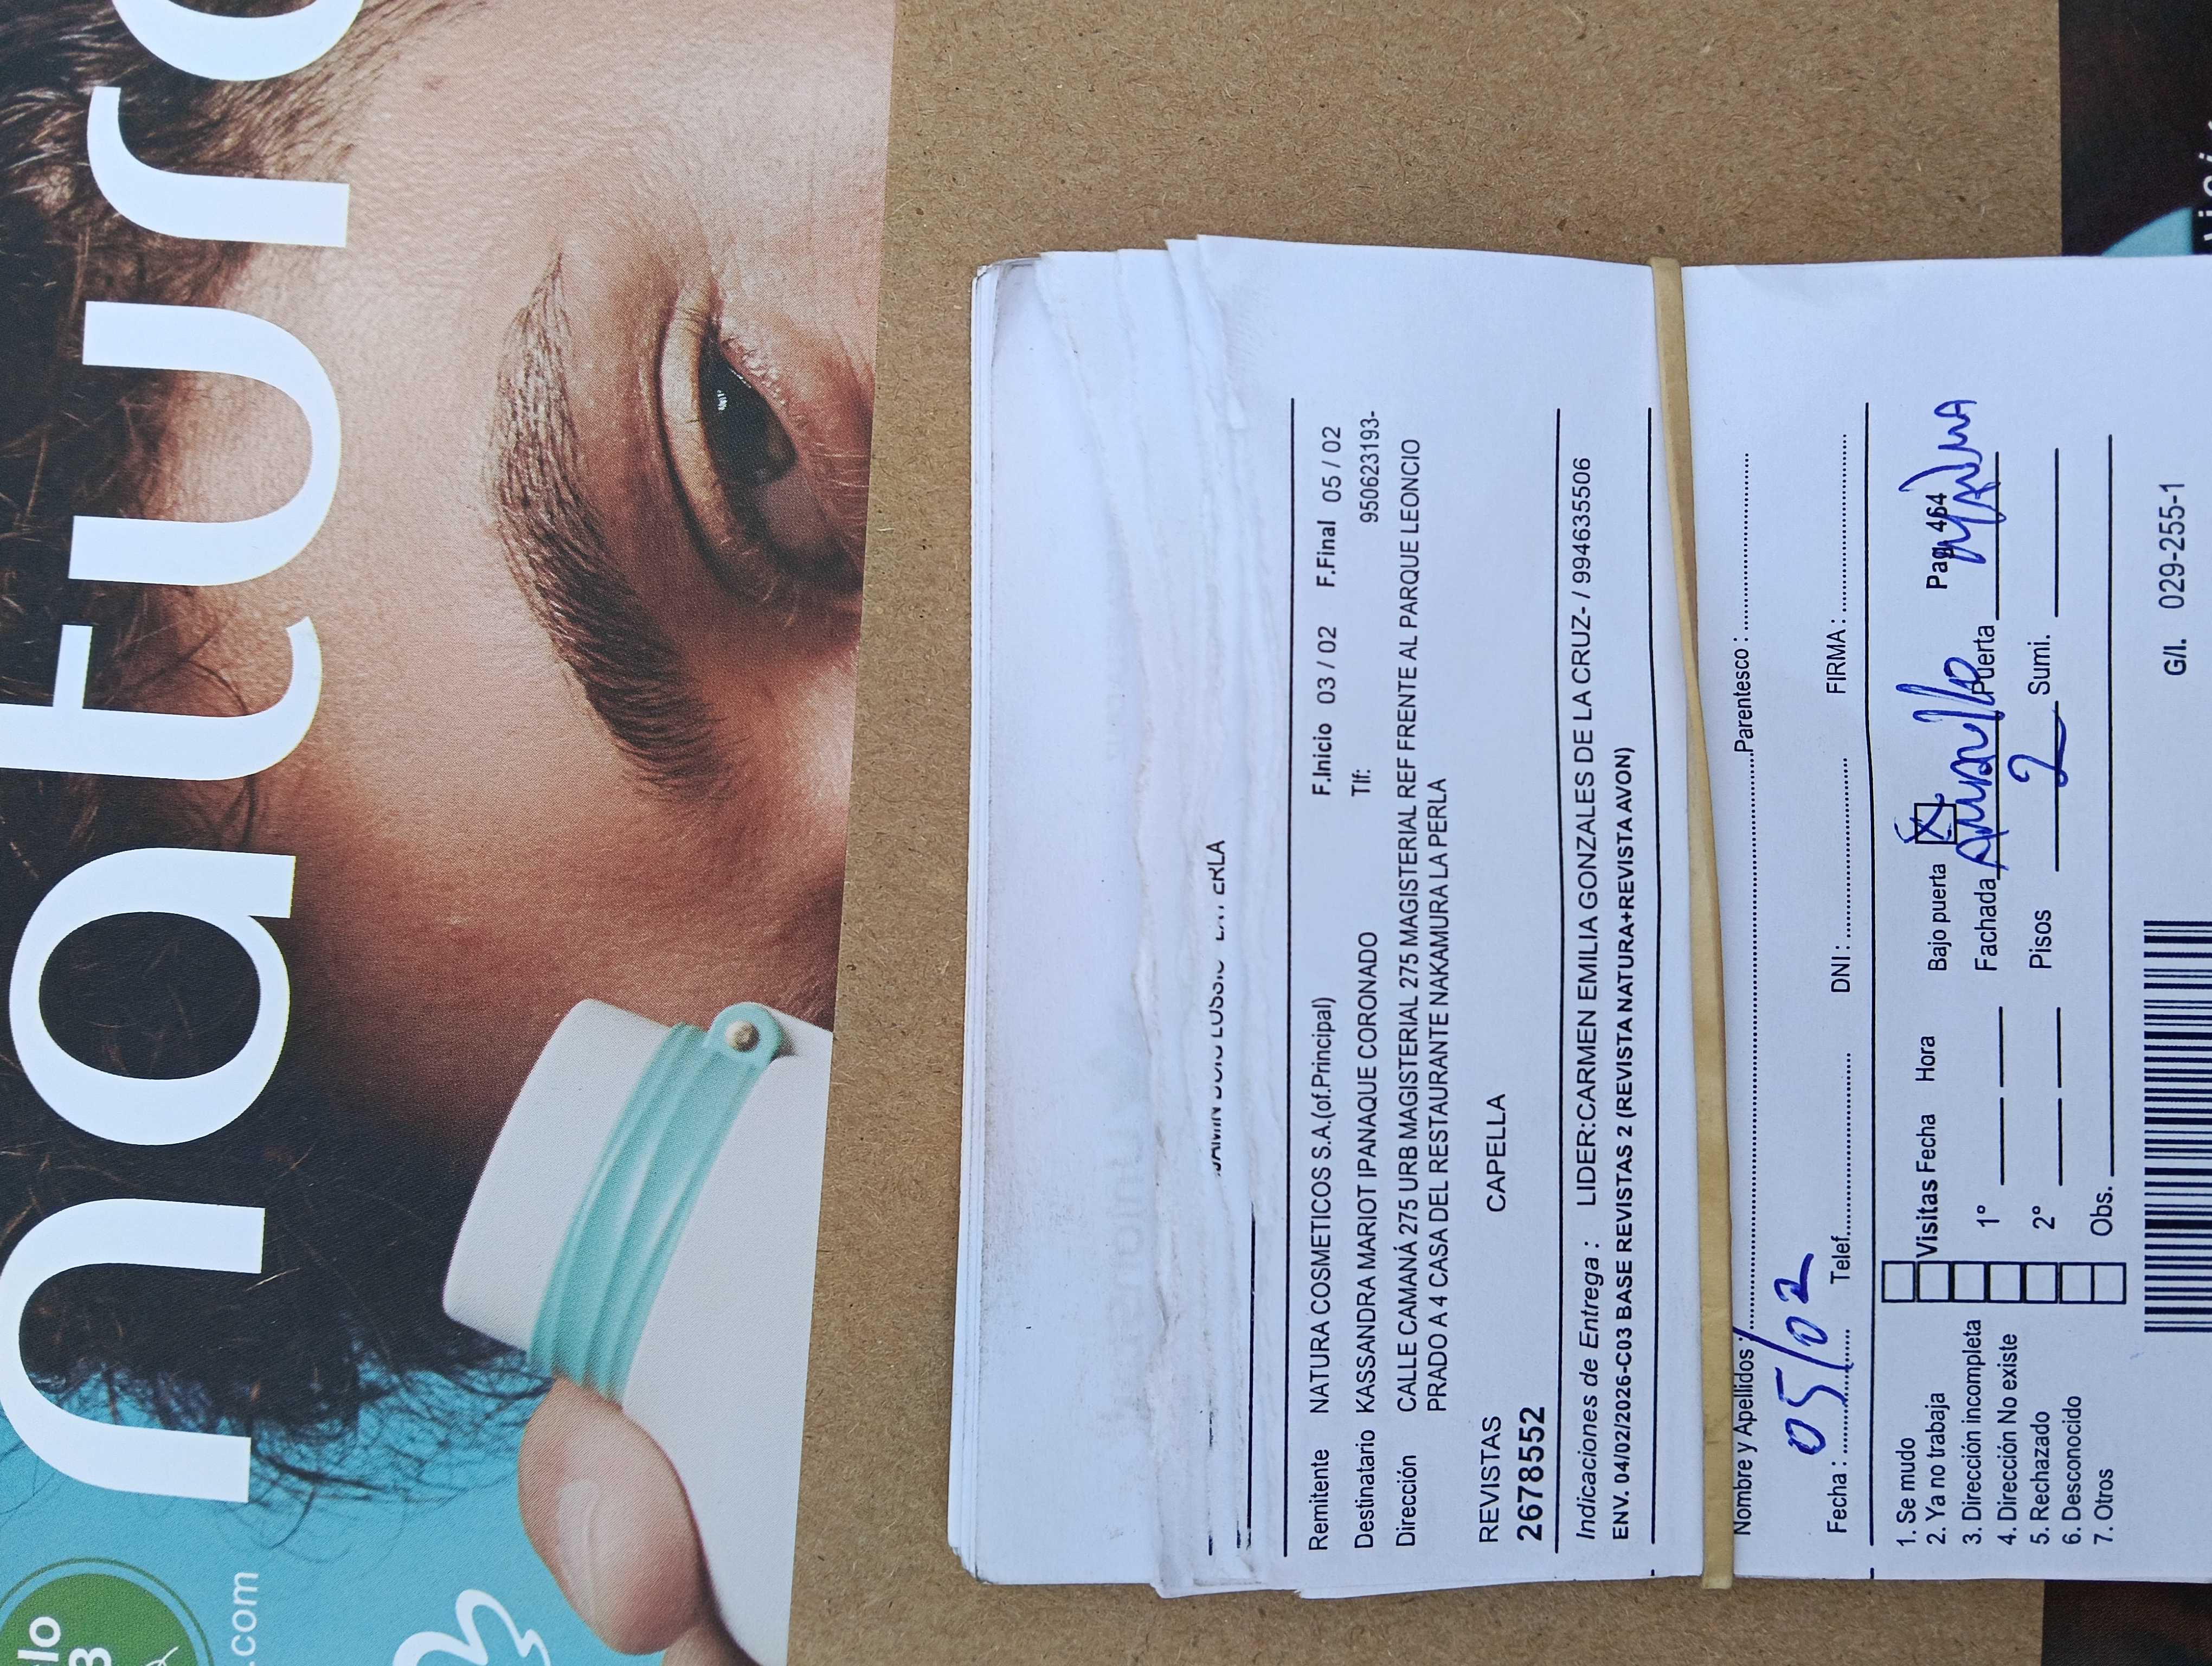 natura
.com
JAMIN
ERLA
Remitente NATURA COSMETICOS S.A.(of.Principal) F.Inicio 03 / 02 F.Final 05 / 02
Destinatario KASSANDRA MARIOT IPANAQUE CORONADO Tlf: 950623193-
Dirección CALLE CAMANÁ 275 URB MAGISTERIAL 275 MAGISTERIAL REF FRENTE AL PARQUE LEONCIO
PRADO A 4 CASA DEL RESTAURANTE NAKAMURA LA PERLA
REVISTAS CAPELLA
2678552
Indicaciones de Entrega : LIDER:CARMEN EMILIA GONZALES DE LA CRUZ- / 994635506
ENV. 04/02/2026-C03 BASE REVISTAS 2 (REVISTA NATURA+REVISTA AVON)
Nombre y Apellidos : Parentesco :
Fecha : 05/02 Telef. DNI : FIRMA :
1. Se mudo
2. Ya no trabaja
3. Dirección incompleta
4. Dirección No existe
5. Rechazado
6. Desconocido
7. Otros
Visitas Fecha Hora
1°
2°
Obs.
Bajo puerta X Pag 464
Fachada Amarillo Puerta
Pisos 2 Sumi.
G/I. 029-255-1